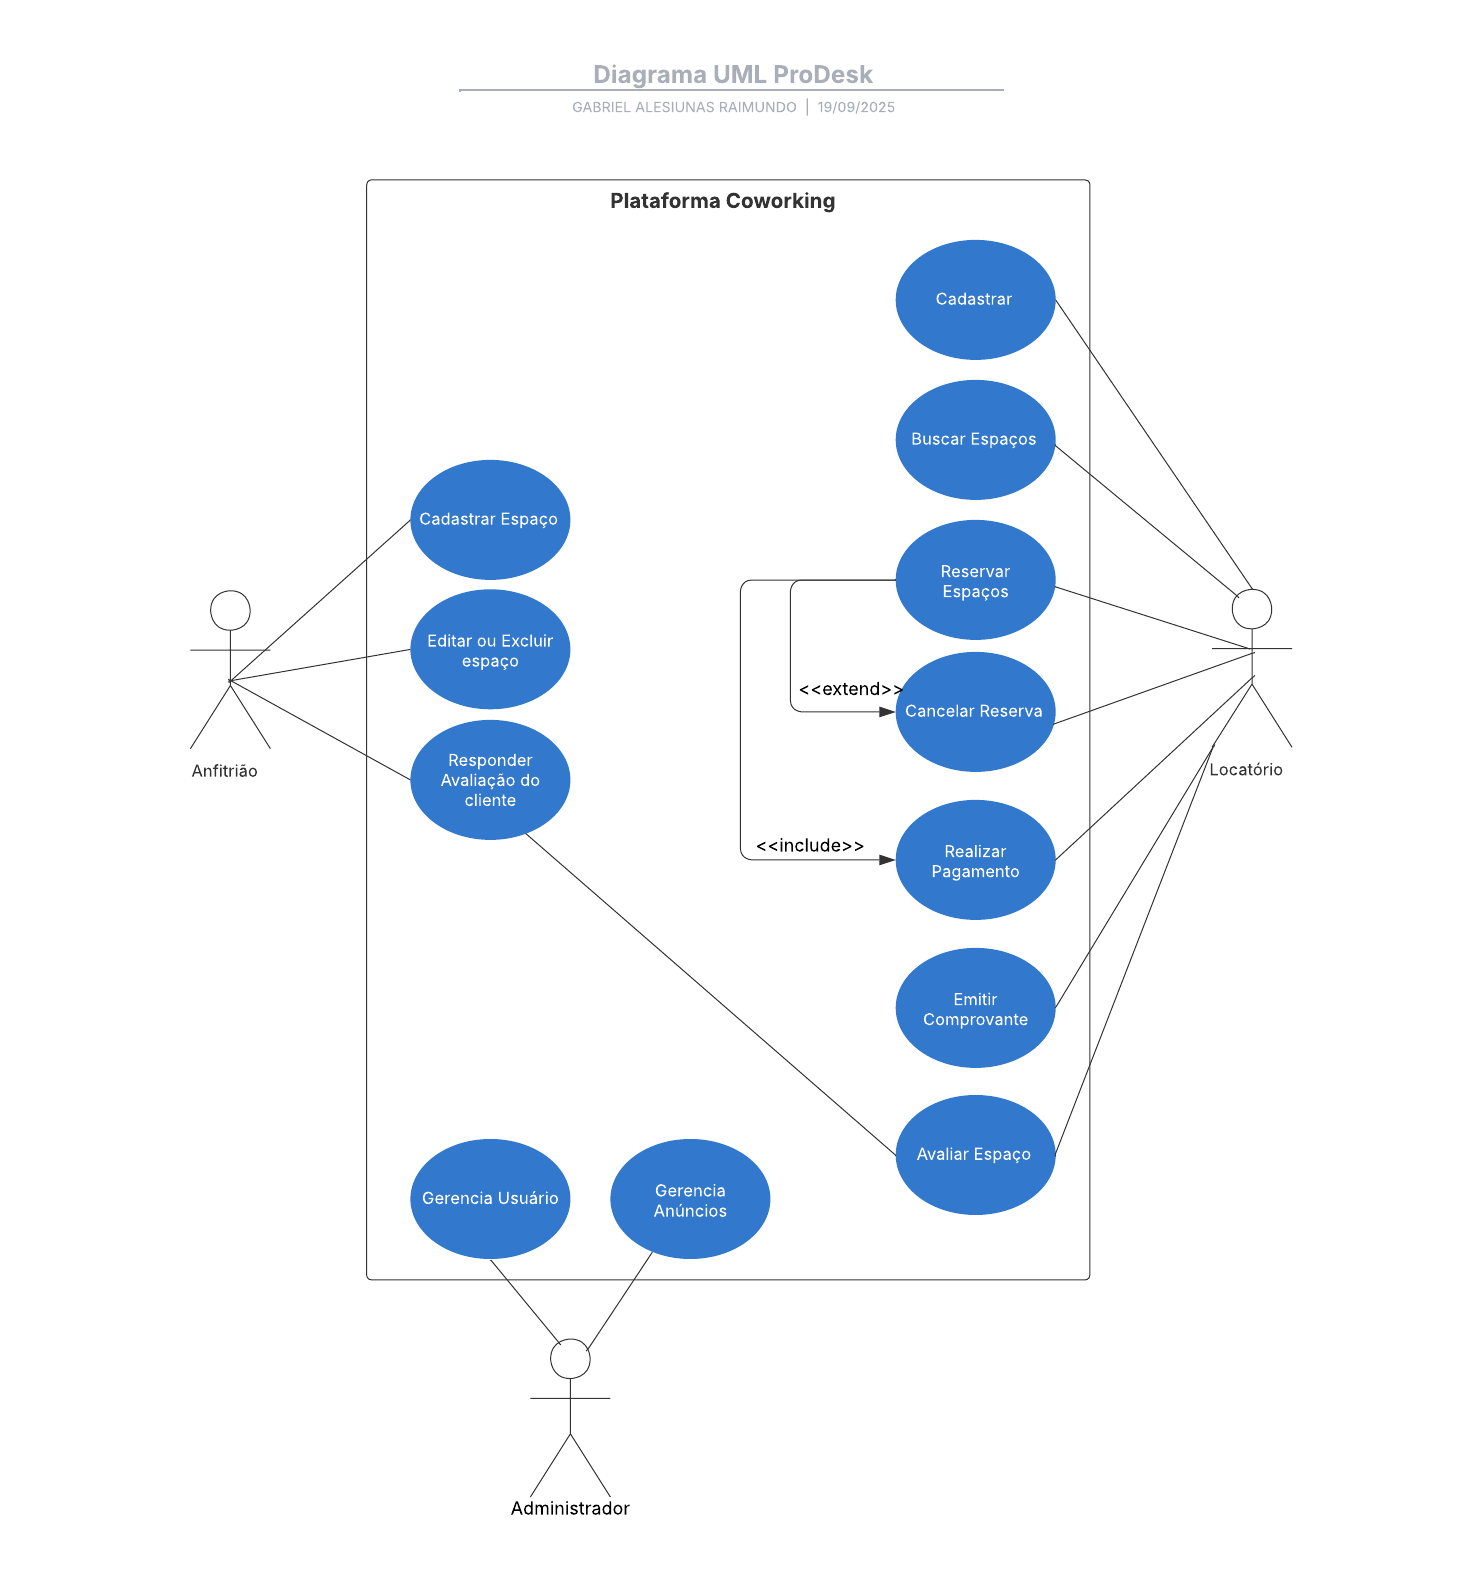 Diagrama UML ProDesk
GABRIEL ALESIUNAS RAIMUNDO | 19/09/2025
Plataforma Coworking
Cadastrar
Buscar Espaços
Cadastrar Espaço
Reservar
Espaços
Editar ou Excluir
espaço
<<extend>>
Cancelar Reserva
Responder
Avaliação do
cliente
Anfitrião
Locatório
<<include>>
Realizar
Pagamento
Emitir
Comprovante
Avaliar Espaço
Gerencia Usuário
Gerencia
Anúncios
Administrador